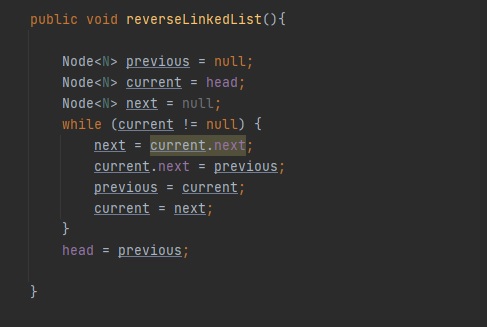 public void reverseLinkedList(){
Node<N> previous = null;
Node<N> current = head;
Node<N> next = null;
while (current != null) {
next = current.next;
current.next = previous;
previous = current;
current = next;
}
head = previous;
}